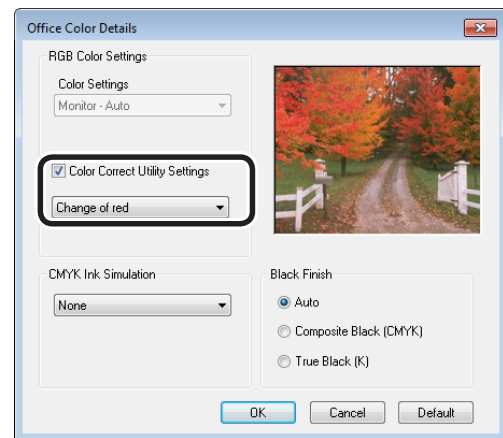 Office Color Details
RGB Color Settings
Color Settings
Monitor - Auto
Color Correct Utility Settings
Change of red
CMYK Ink Simulation
None
Black Finish
Auto
Composite Black (CMYK)
True Black (K)
OK Cancel Default